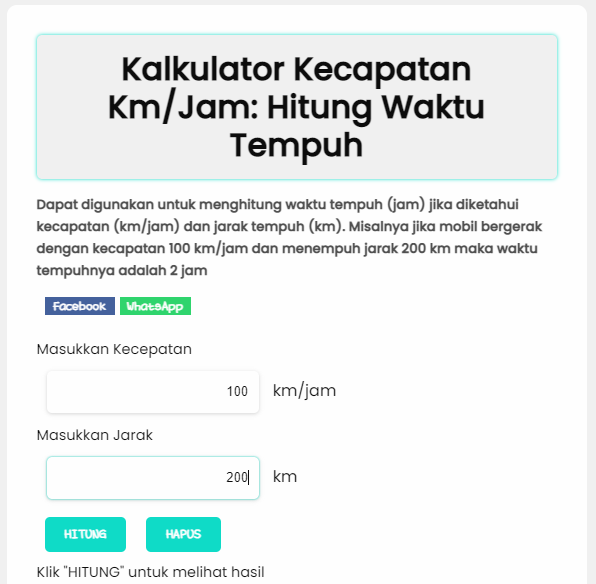 Kalkulator Kecapatan
Km/Jam: Hitung Waktu
Tempuh
Dapat digunakan untuk menghitung waktu tempuh (jam) jika diketahui
kecapatan (km/jam) dan jarak tempuh (km). Misalnya jika mobil bergerak
dengan kecapatan 100 km/jam dan menempuh jarak 200 km maka waktu
tempuhnya adalah 2 jam
Facebook WhatsApp
Masukkan Kecepatan
100 km/jam
Masukkan Jarak
200 km
HITUNG HAPUS
Klik "HITUNG" untuk melihat hasil